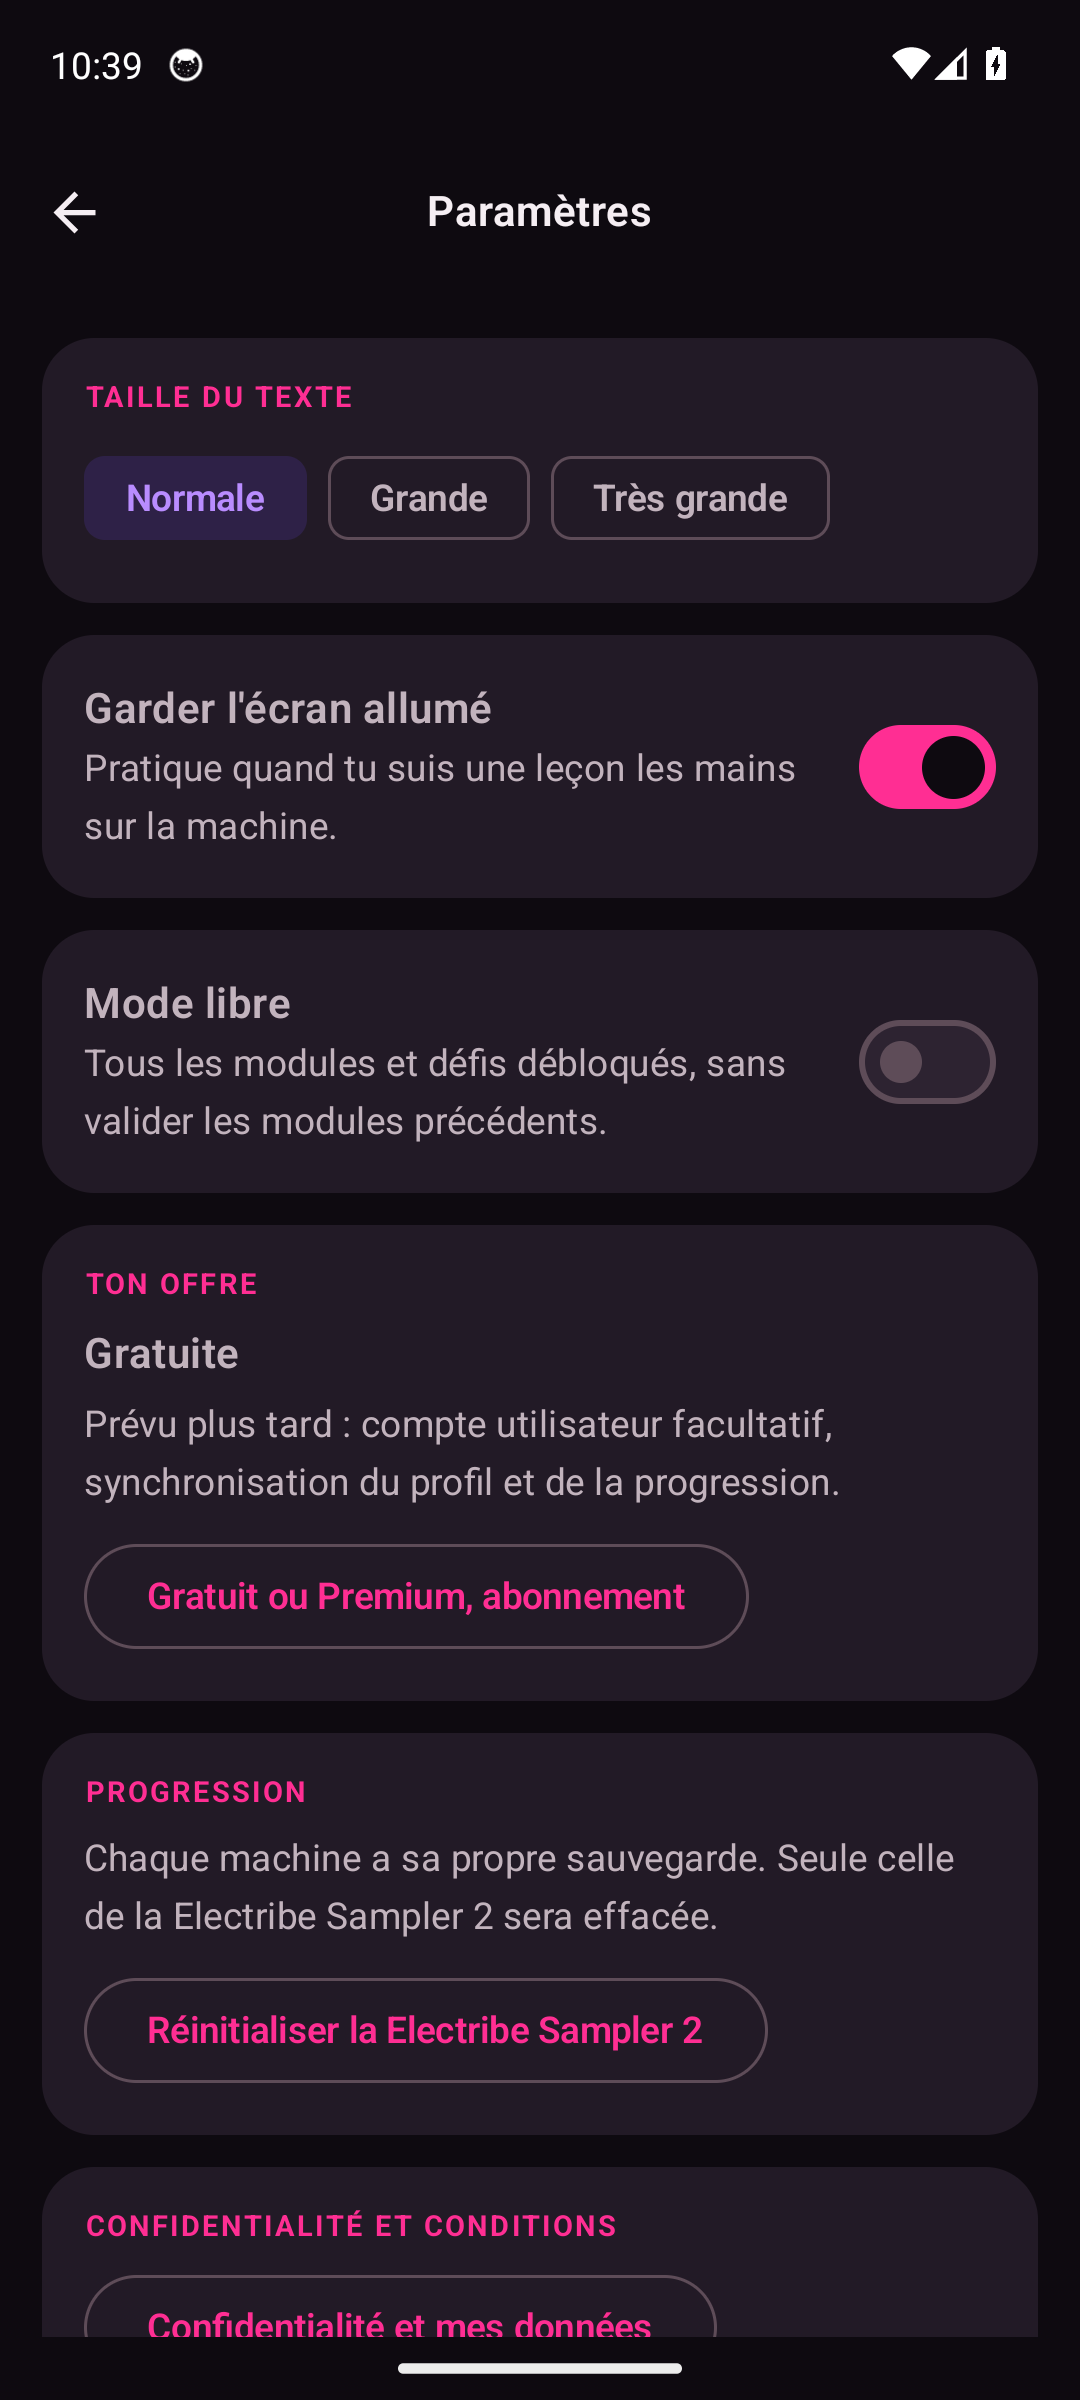 10:39
Paramètres
TAILLE DU TEXTE
Normale
Grande
Très grande
Garder l'écran allumé
Pratique quand tu suis une leçon les mains
sur la machine.
Mode libre
Tous les modules et défis débloqués, sans
valider les modules précédents.
TON OFFRE
Gratuite
Prévu plus tard : compte utilisateur facultatif,
synchronisation du profil et de la progression.
Gratuit ou Premium, abonnement
PROGRESSION
Chaque machine a sa propre sauvegarde. Seule celle
de la Electribe Sampler 2 sera effacée.
Réinitialiser la Electribe Sampler 2
CONFIDENTIALITÉ ET CONDITIONS
Confidentialité et mes données